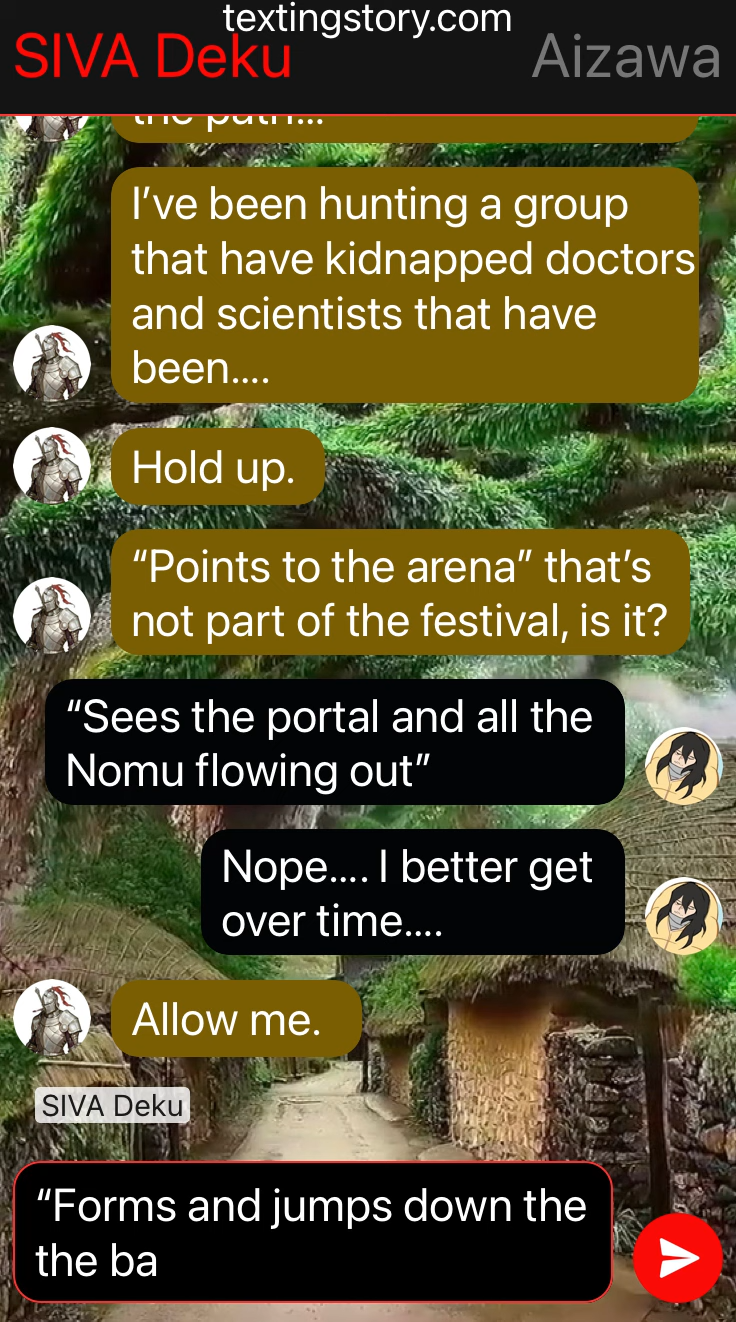 textingstory.com
SIVA Deku
Aizawa
the path...
I’ve been hunting a group
that have kidnapped doctors
and scientists that have
been....
Hold up.
“Points to the arena” that’s
not part of the festival, is it?
“Sees the portal and all the
Nomu flowing out”
Nope.... I better get
over time....
Allow me.
SIVA Deku
“Forms and jumps down the
the ba